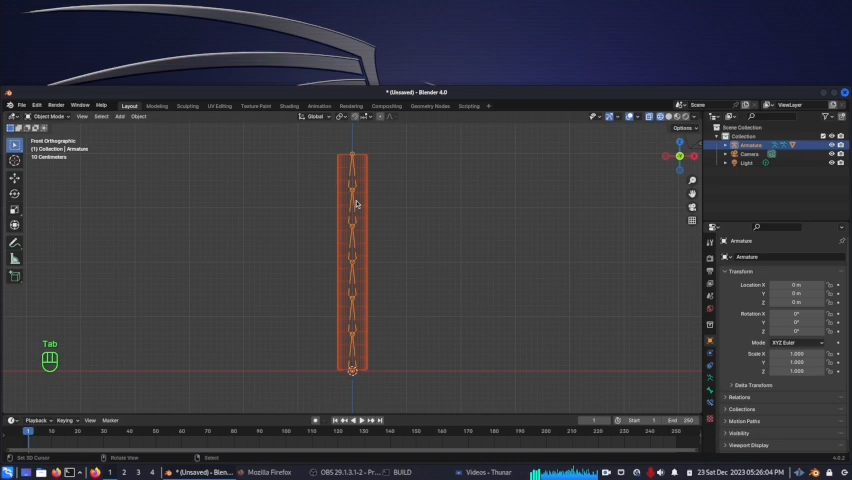 * (Unsaved) - Blender 4.0
File Edit Render Window Help Layout Modeling Sculpting UV Editing Texture Paint Shading Animation Rendering Compositing Geometry Nodes Scripting + Scene ViewLayer
Object Mode View Select Add Object Global
Options
Front Orthographic
(1) Collection | Armature
10 Centimeters
Scene Collection
Collection
Armature
Camera
Light
Armature
Armature
Transform
Location X 0 m
Y 0 m
Z 0 m
Rotation X 0°
Y 0°
Z 0°
Mode XYZ Euler
Scale X 1.000
Y 1.000
Z 1.000
Delta Transform
Relations
Collections
Motion Paths
Visibility
Viewport Display
Tab
Playback Keying View Marker 1 Start 1 End 250
1 10 20 30 40 50 60 70 80 90 100 110 120 130 140 150 160 170 180 190 200 210 220 230 240 250
Set 3D Cursor Rotate View Select 4.0.2
1 2 3 4 * (Unsaved) - Blen... Mozilla Firefox OBS 29.1.3.1-2 - Pr... BUILD Videos - Thunar 23 Sat Dec 2023 05:26:04 PM